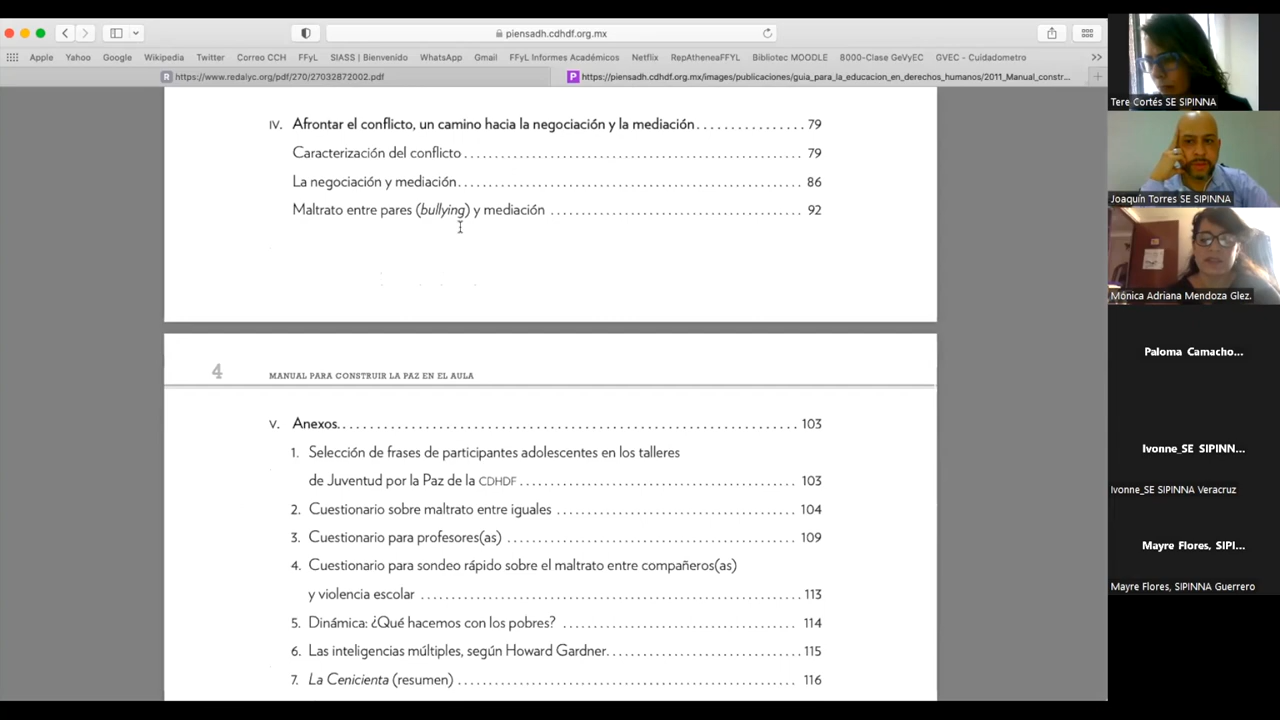 piensadh.cdhdf.org.mx
Apple Yahoo Google Wikipedia Twitter Correo CCH FFyL SIASS | Bienvenido WhatsApp Gmail FFyL Informes Académicos Netflix RepAtheneaFFYL Bibliotec MOODLE 8000-Clase GeVyEC GVEC - Cuidadometro
R https://www.redalyc.org/pdf/270/27032872002.pdf
P https://piensadh.cdhdf.org.mx/images/publicaciones/guia_para_la_educacion_en_derechos_humanos/2011_Manual_constr...
IV. Afrontar el conflicto, un camino hacia la negociación y la mediación 79
Caracterización del conflicto 79
La negociación y mediación 86
Maltrato entre pares (bullying) y mediación 92
4 MANUAL PARA CONSTRUIR LA PAZ EN EL AULA
V. Anexos 103
1. Selección de frases de participantes adolescentes en los talleres
de Juventud por la Paz de la CDHDF 103
2. Cuestionario sobre maltrato entre iguales 104
3. Cuestionario para profesores(as) 109
4. Cuestionario para sondeo rápido sobre el maltrato entre compañeros(as)
y violencia escolar 113
5. Dinámica: ¿Qué hacemos con los pobres? 114
6. Las inteligencias múltiples, según Howard Gardner 115
7. La Cenicienta (resumen) 116
Tere Cortés SE SIPINNA
Joaquín Torres SE SIPINNA
Mónica Adriana Mendoza Glez.
Paloma Camacho...
Ivonne_SE SIPINN...
Ivonne_SE SIPINNA Veracruz
Mayre Flores, SIPI...
Mayre Flores, SIPINNA Guerrero